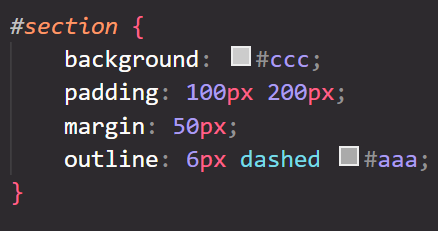 #section {
    background: #ccc;
    padding: 100px 200px;
    margin: 50px;
    outline: 6px dashed #aaa;
}